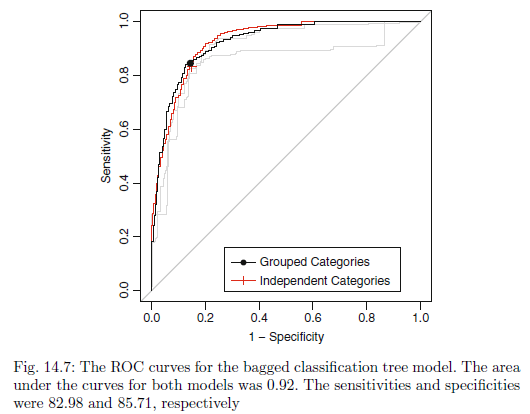 1.0
0.8
0.6
0.4
0.2
0.0
Sensitivity
Grouped Categories
Independent Categories
0.0 0.2 0.4 0.6 0.8 1.0
1 − Specificity
Fig. 14.7: The ROC curves for the bagged classification tree model. The area
under the curves for both models was 0.92. The sensitivities and specificities
were 82.98 and 85.71, respectively